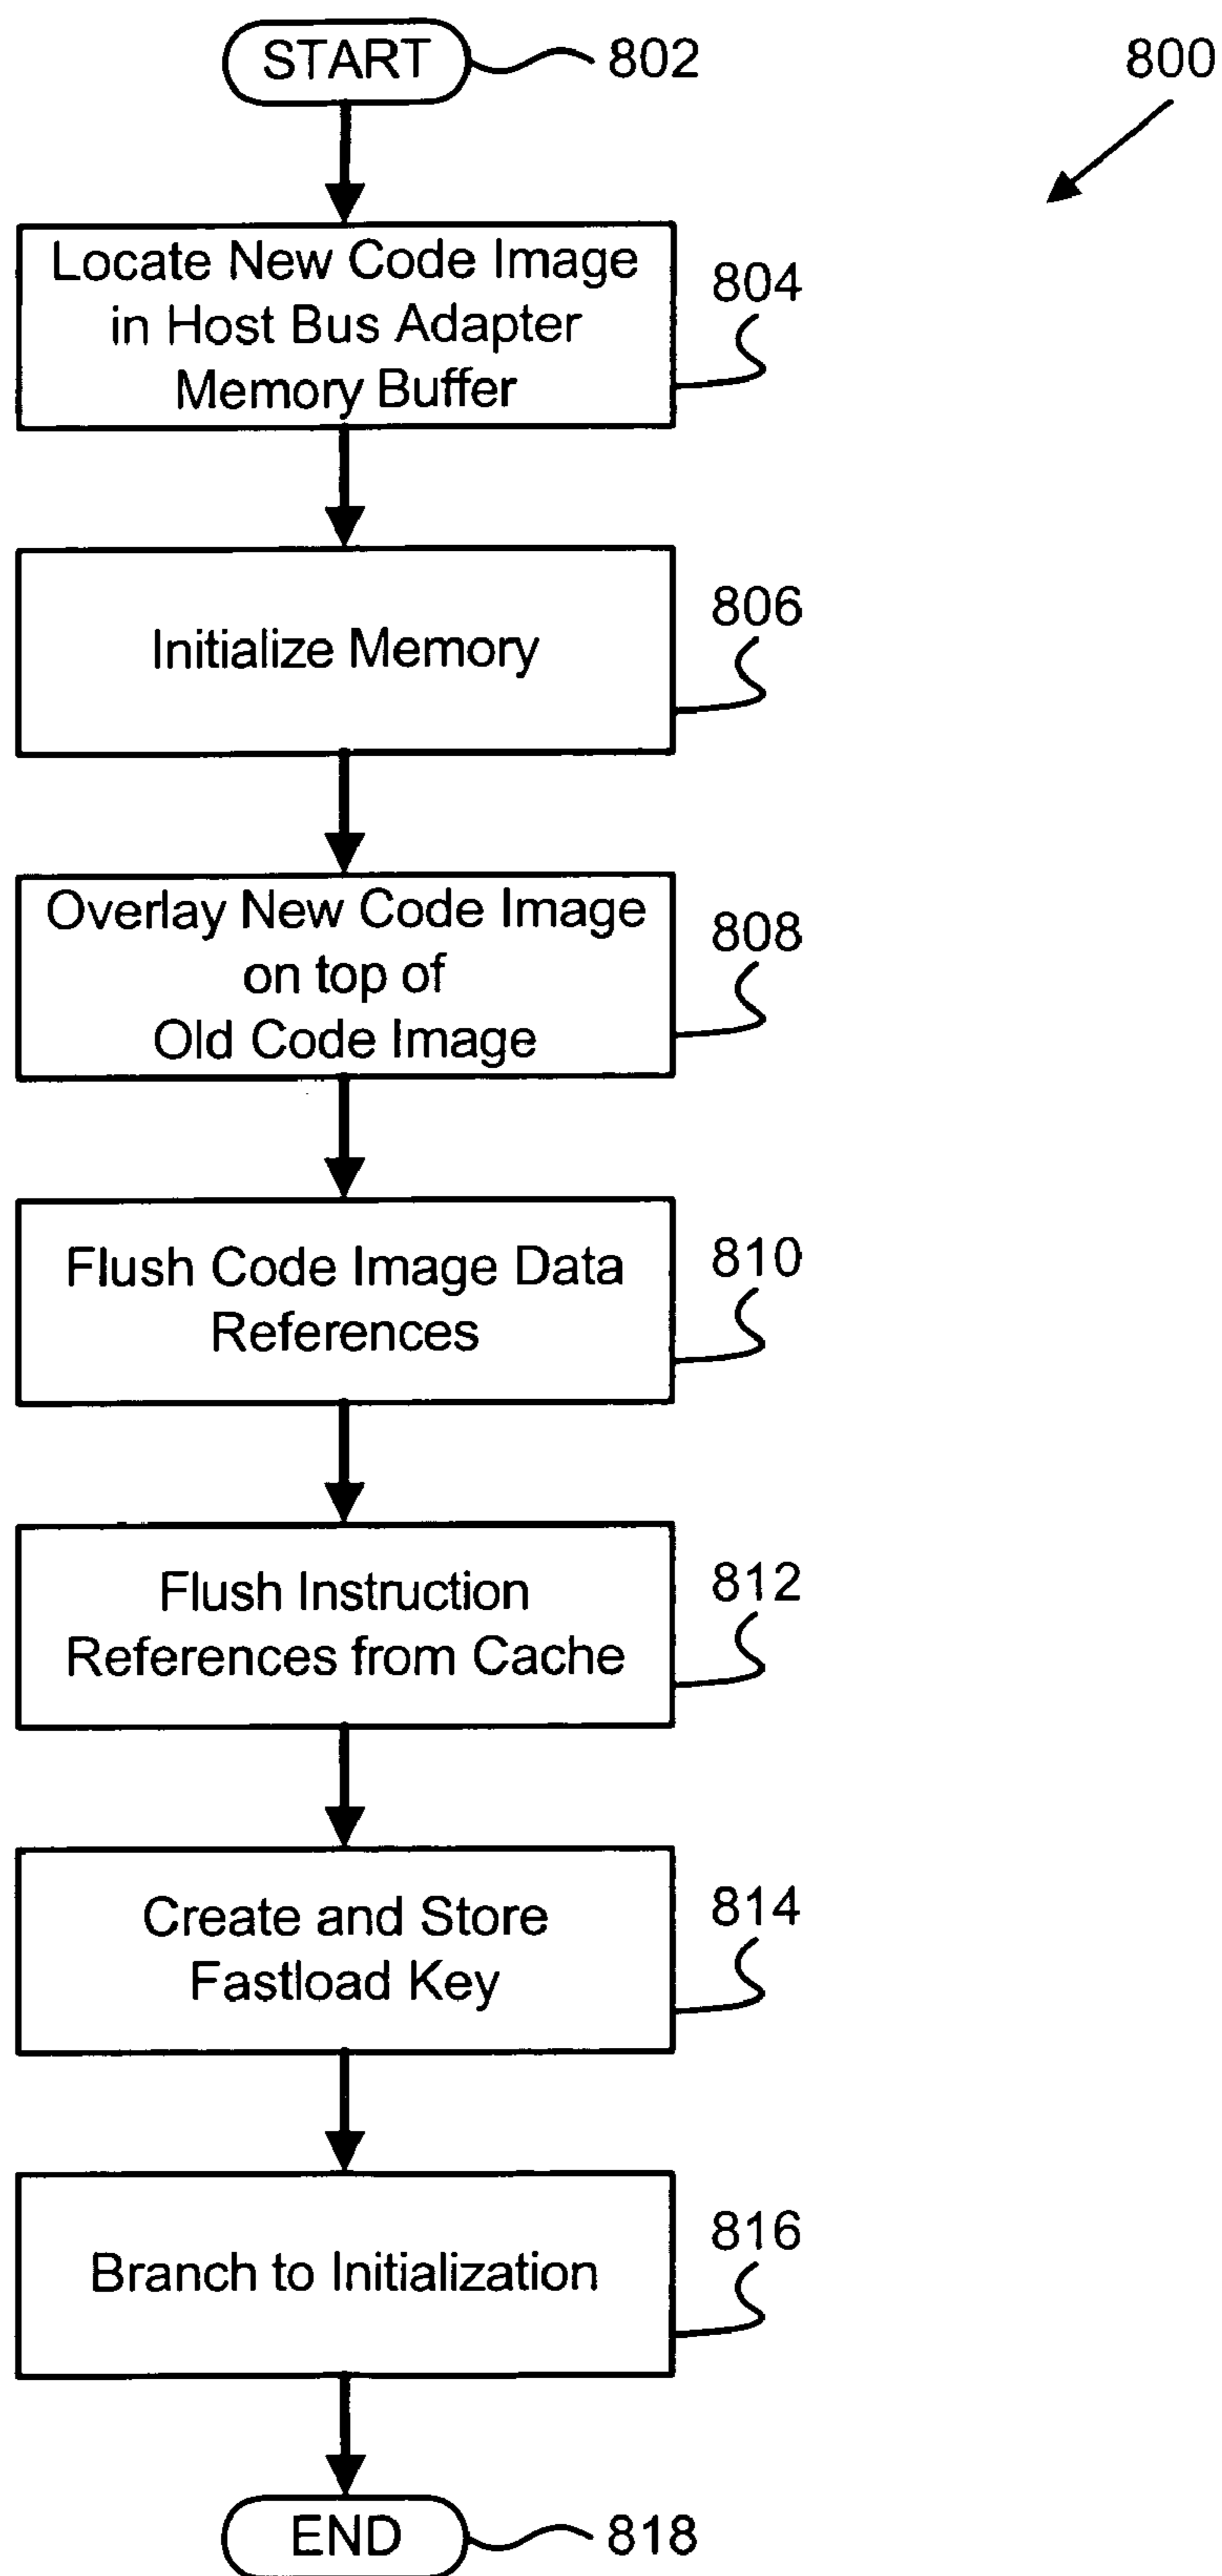 START
802
800
Locate New Code Image
in Host Bus Adapter
Memory Buffer
804
Initialize Memory
806
Overlay New Code Image
on top of
Old Code Image
808
Flush Code Image Data
References
810
Flush Instruction
References from Cache
812
Create and Store
Fastload Key
814
Branch to Initialization
816
END
818